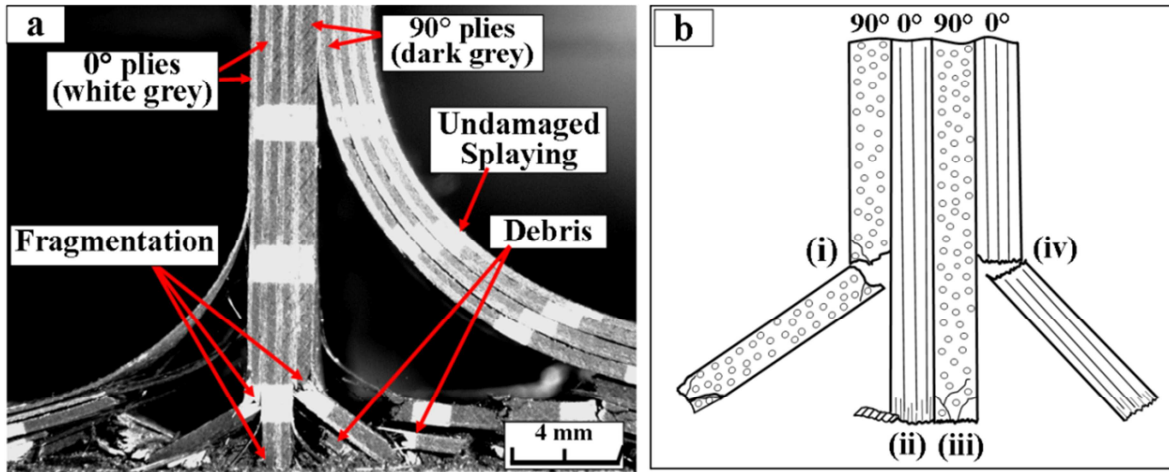 a
0° plies
(white grey)
90° plies
(dark grey)
Undamaged
Splaying
Fragmentation
Debris
4 mm
b
90° 0° 90° 0°
(i)
(iv)
(ii) (iii)